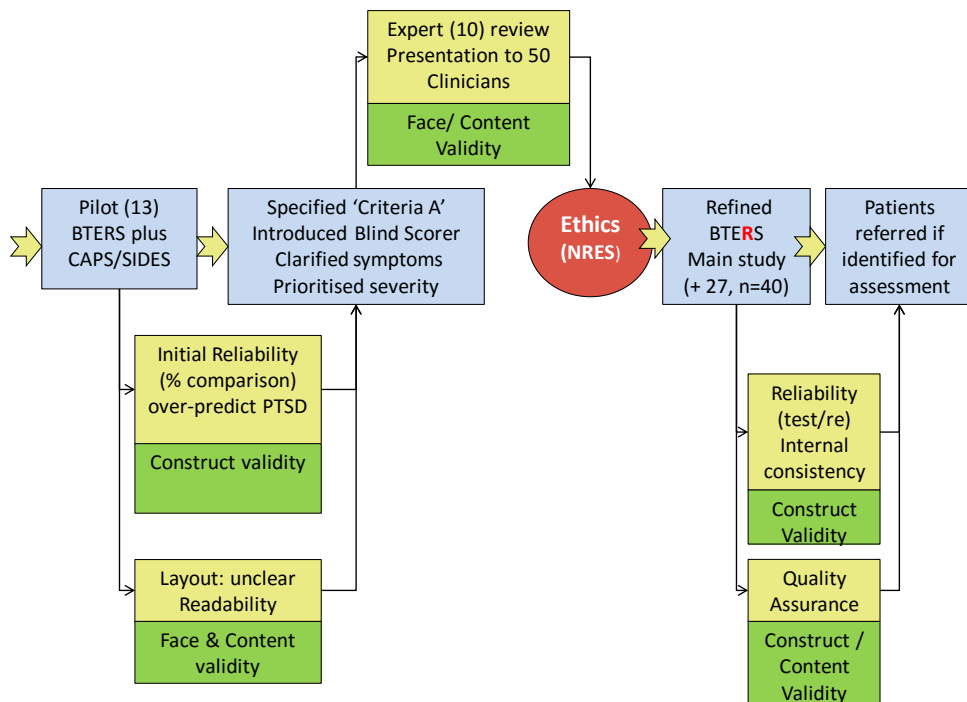 Expert (10) review
Presentation to 50
Clinicians
Face/ Content
Validity
Pilot (13)
BTERS plus
CAPS/SIDES
Specified ‘Criteria A’
Introduced Blind Scorer
Clarified symptoms
Prioritised severity
Ethics
(NRES)
Refined
BTERS
Main study
(+ 27, n=40)
Patients
referred if
identified for
assessment
Initial Reliability
(% comparison)
over-predict PTSD
Construct validity
Reliability
(test/re)
Internal
consistency
Construct
Validity
Layout: unclear
Readability
Face & Content
validity
Quality
Assurance
Construct /
Content
Validity